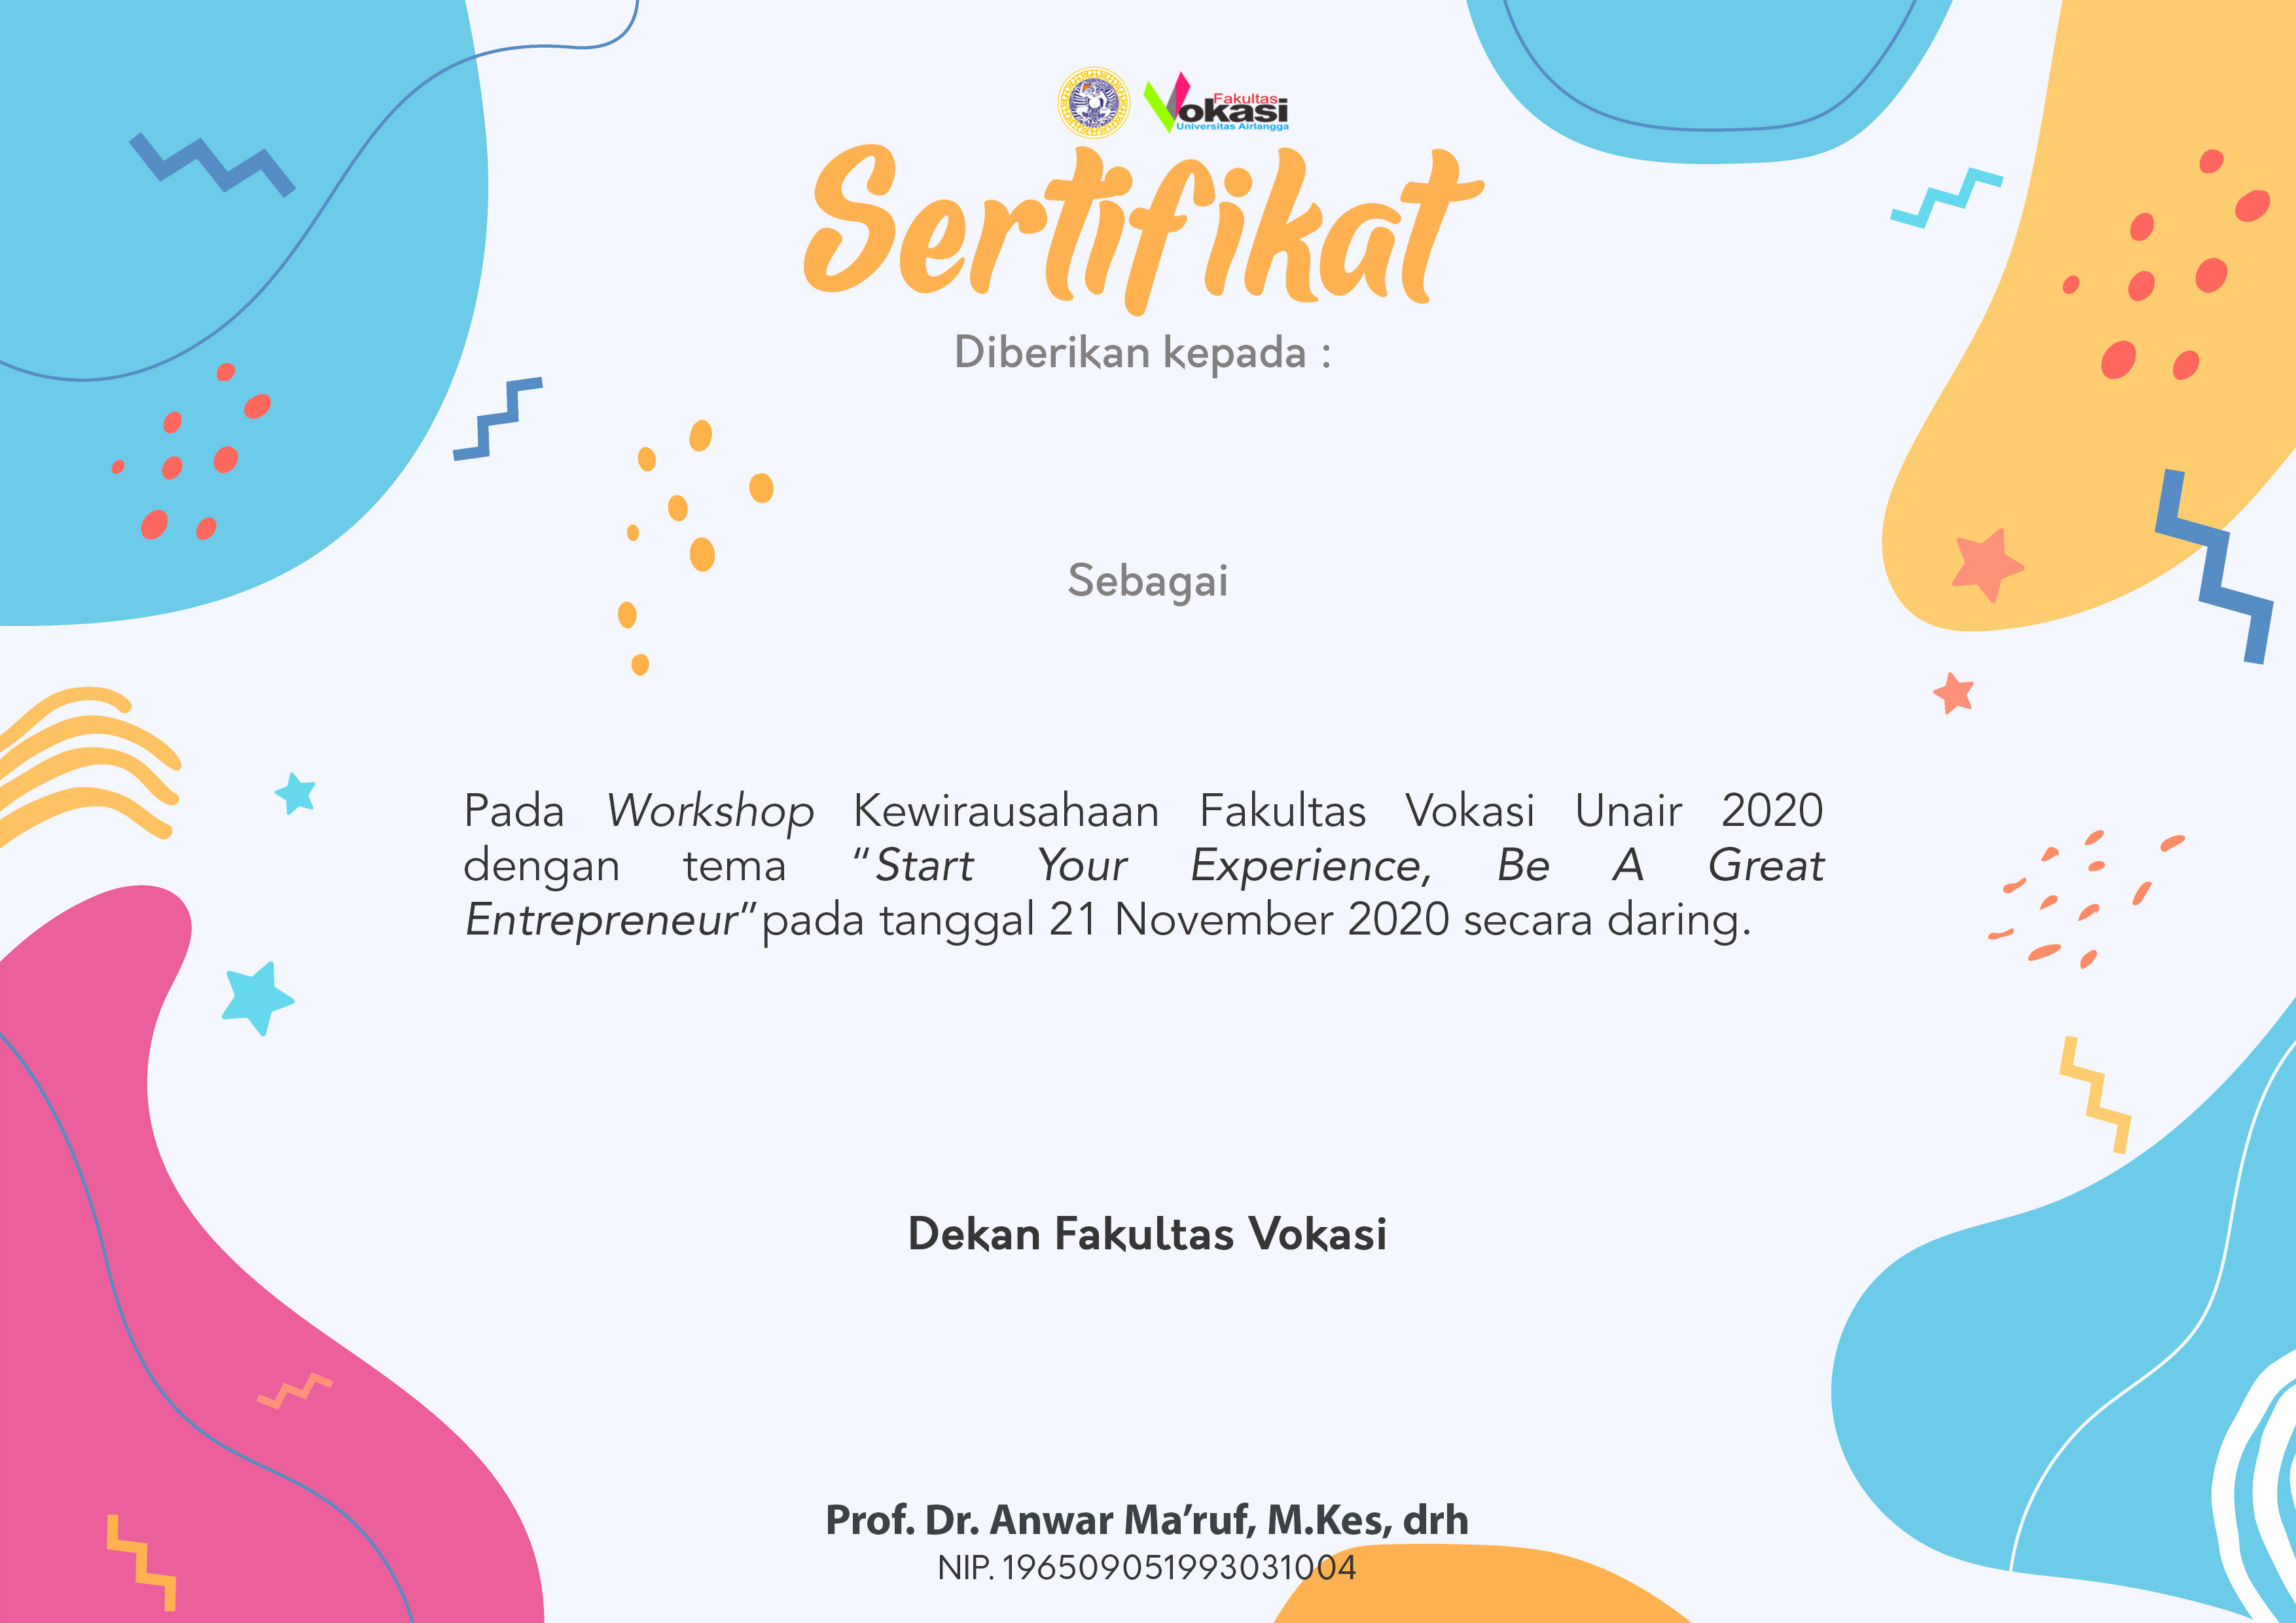 Fakultas
Vokasi
Universitas Airlangga
Sertifikat
Diberikan kepada :
Sebagai
Pada Workshop Kewirausahaan Fakultas Vokasi Unair 2020
dengan tema "Start Your Experience, Be A Great
Entrepreneur"pada tanggal 21 November 2020 secara daring.
Dekan Fakultas Vokasi
Prof. Dr. Anwar Ma'ruf, M.Kes, drh
NIP. 196509051993031004